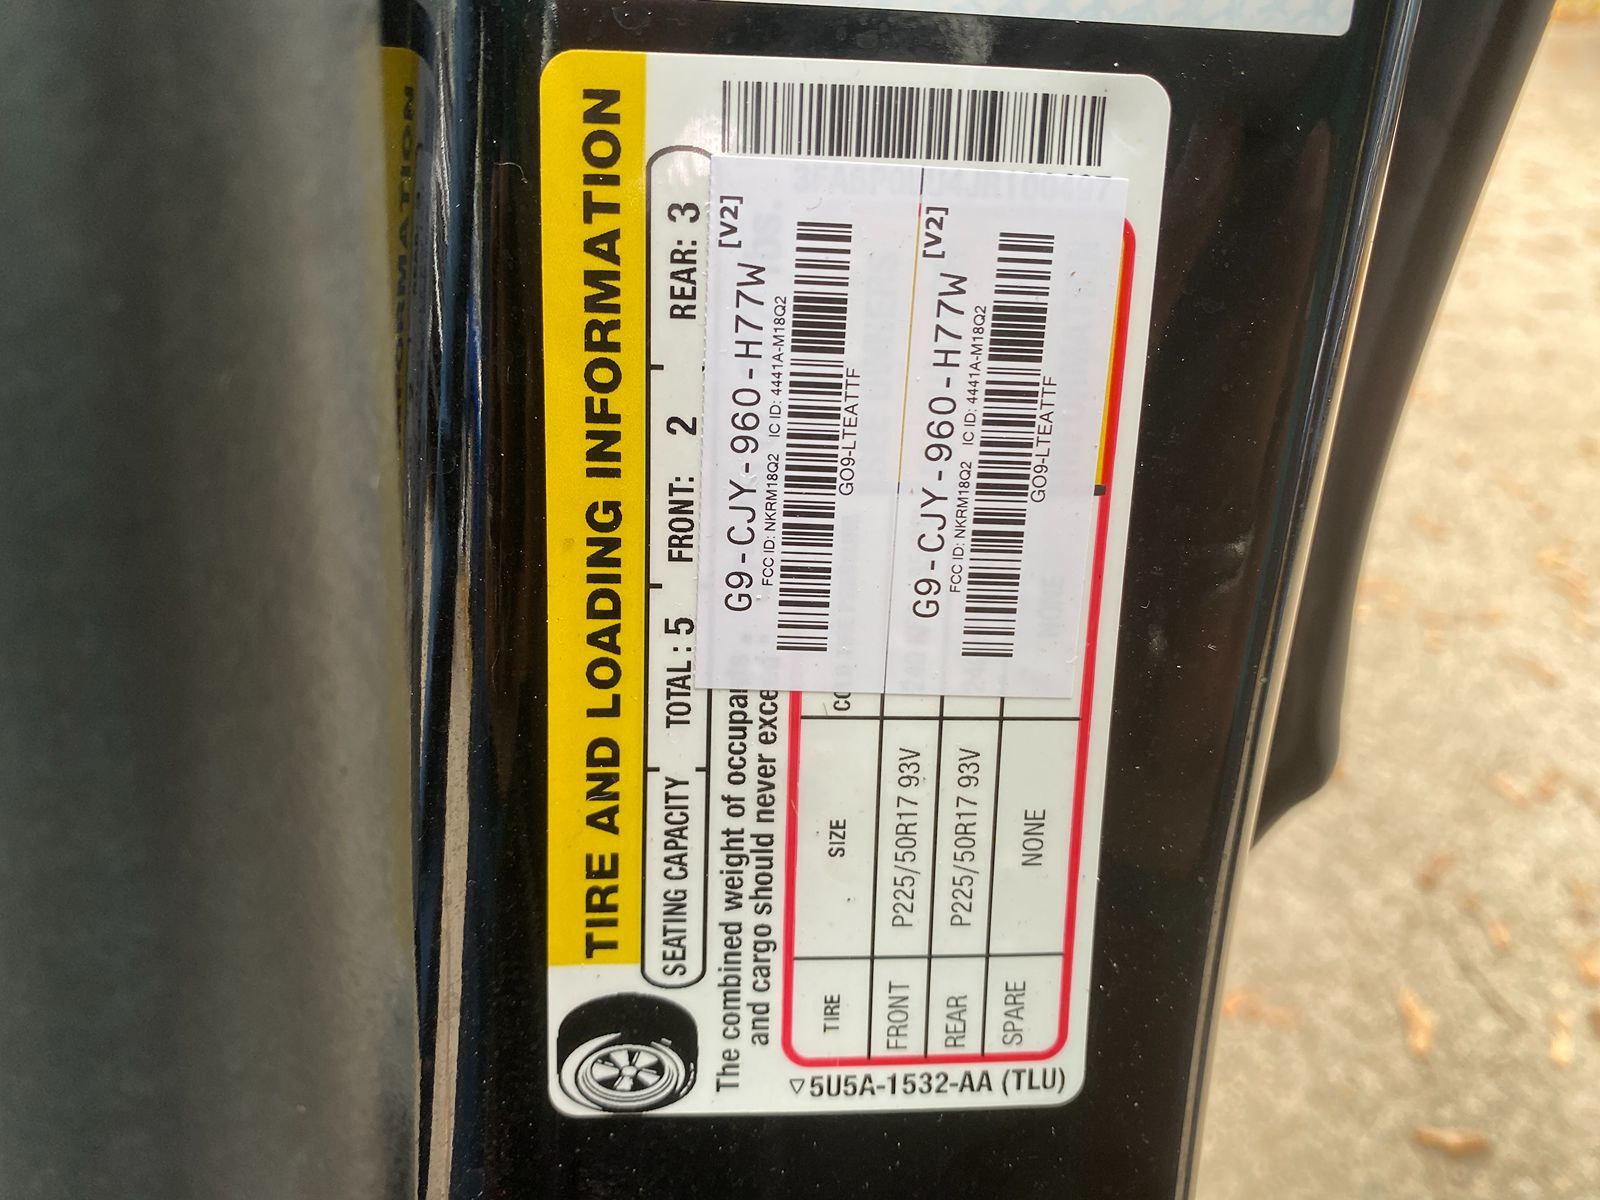 TIRE AND LOADING INFORMATION
SEATING CAPACITY TOTAL: 5 FRONT: 2 REAR: 3
The combined weight of
and cargo should never
TIRE SIZE
FRONT P225/50R17 93V
REAR P225/50R17 93V
SPARE NONE
5U5A-1532-AA (TLU)
G9-CJY-960-H77W [V2]
FCC ID: NKRM18Q2 IC ID: 4441A-M18Q2
GO9-LTEATTF
G9-CJY-960-H77W [V2]
FCC ID: NKRM18Q2 IC ID: 4441A-M18Q2
GO9-LTEATTF